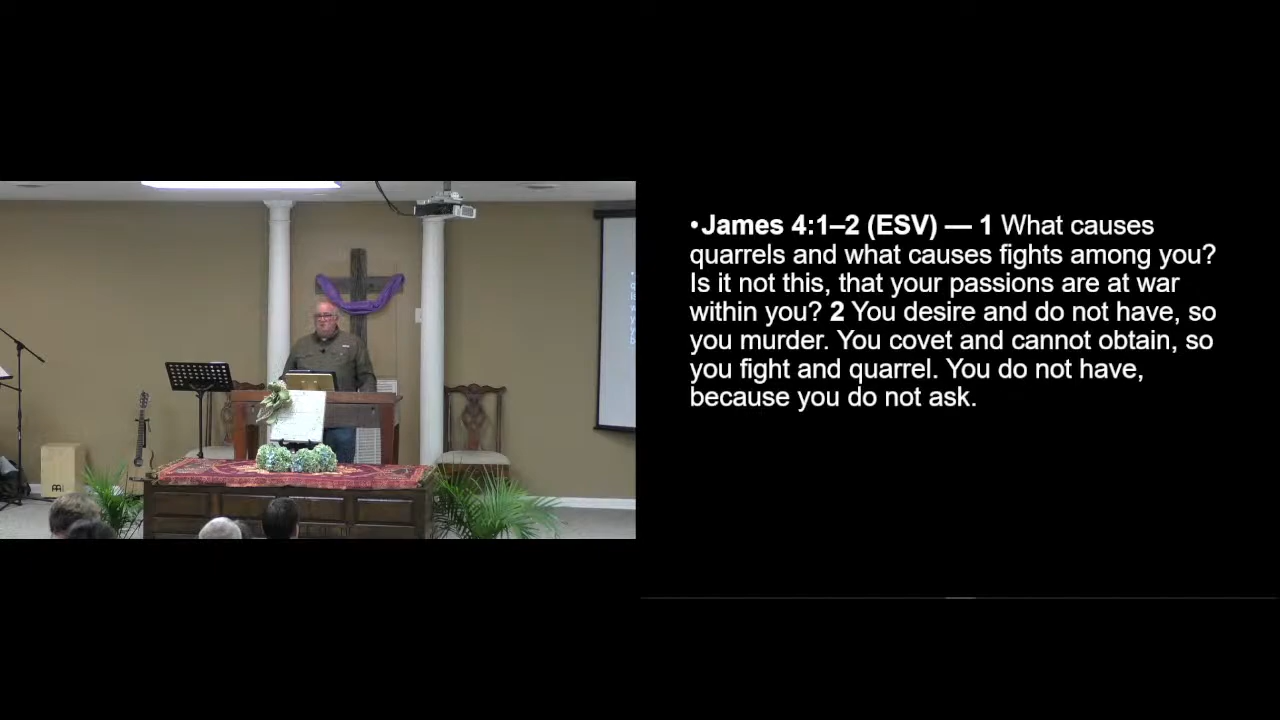 •James 4:1–2 (ESV) — 1 What causes
quarrels and what causes fights among you?
Is it not this, that your passions are at war
within you? 2 You desire and do not have, so
you murder. You covet and cannot obtain, so
you fight and quarrel. You do not have,
because you do not ask.